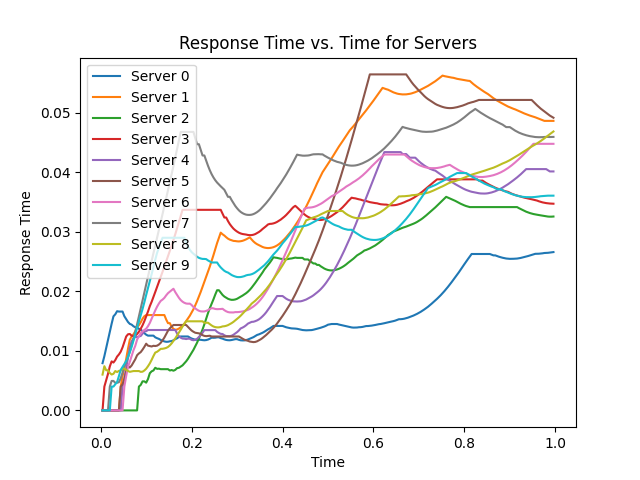 Response Time vs. Time for Servers
Server 0
Server 1
Server 2
Server 3
Server 4
Server 5
Server 6
Server 7
Server 8
Server 9
Response Time
0.05
0.04
0.03
0.02
0.01
0.00
0.0 0.2 0.4 0.6 0.8 1.0
Time